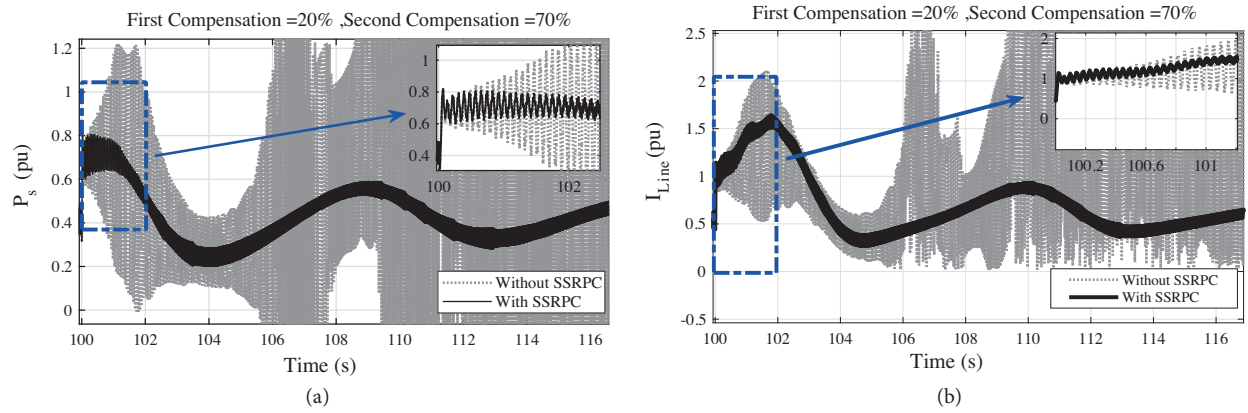 First Compensation =20% ,Second Compensation =70%
1.2
1
0.8
0.6
0.4
0.2
0
P_s (pu)
1
0.8
0.6
0.4
100
102
Without SSRPC
With SSRPC
100 102 104 106 108 110 112 114 116
Time (s)
(a)
First Compensation =20% ,Second Compensation =70%
2.5
2
1.5
1
0.5
0
-0.5
I_Line (pu)
2
1
0
100.2 100.6 101
Without SSRPC
With SSRPC
100 102 104 106 108 110 112 114 116
Time (s)
(b)